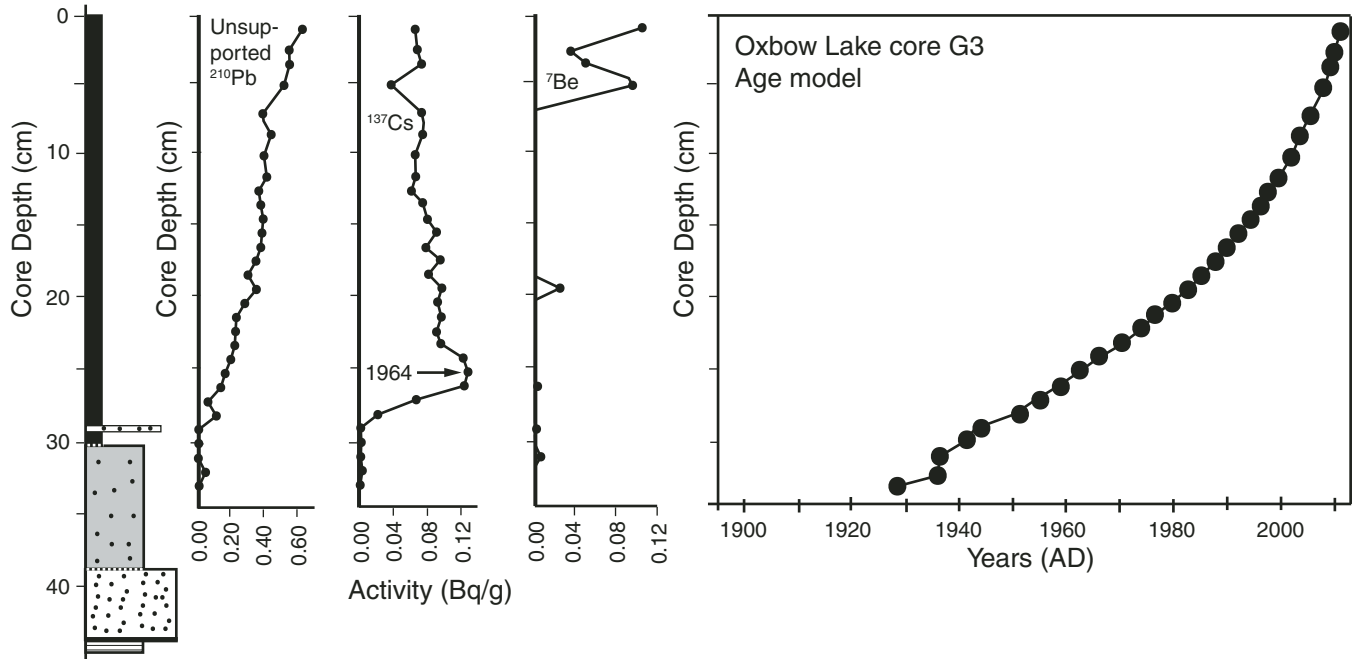 Core Depth (cm)
0
10
20
30
40
Core Depth (cm)
Unsup-
ported
²¹⁰Pb
0.00
0.20
0.40
0.60
¹³⁷Cs
1964
0.00
0.04
0.08
0.12
Activity (Bq/g)
⁷Be
0.00
0.04
0.08
0.12
Core Depth (cm)
Oxbow Lake core G3
Age model
1900
1920
1940
1960
1980
2000
Years (AD)